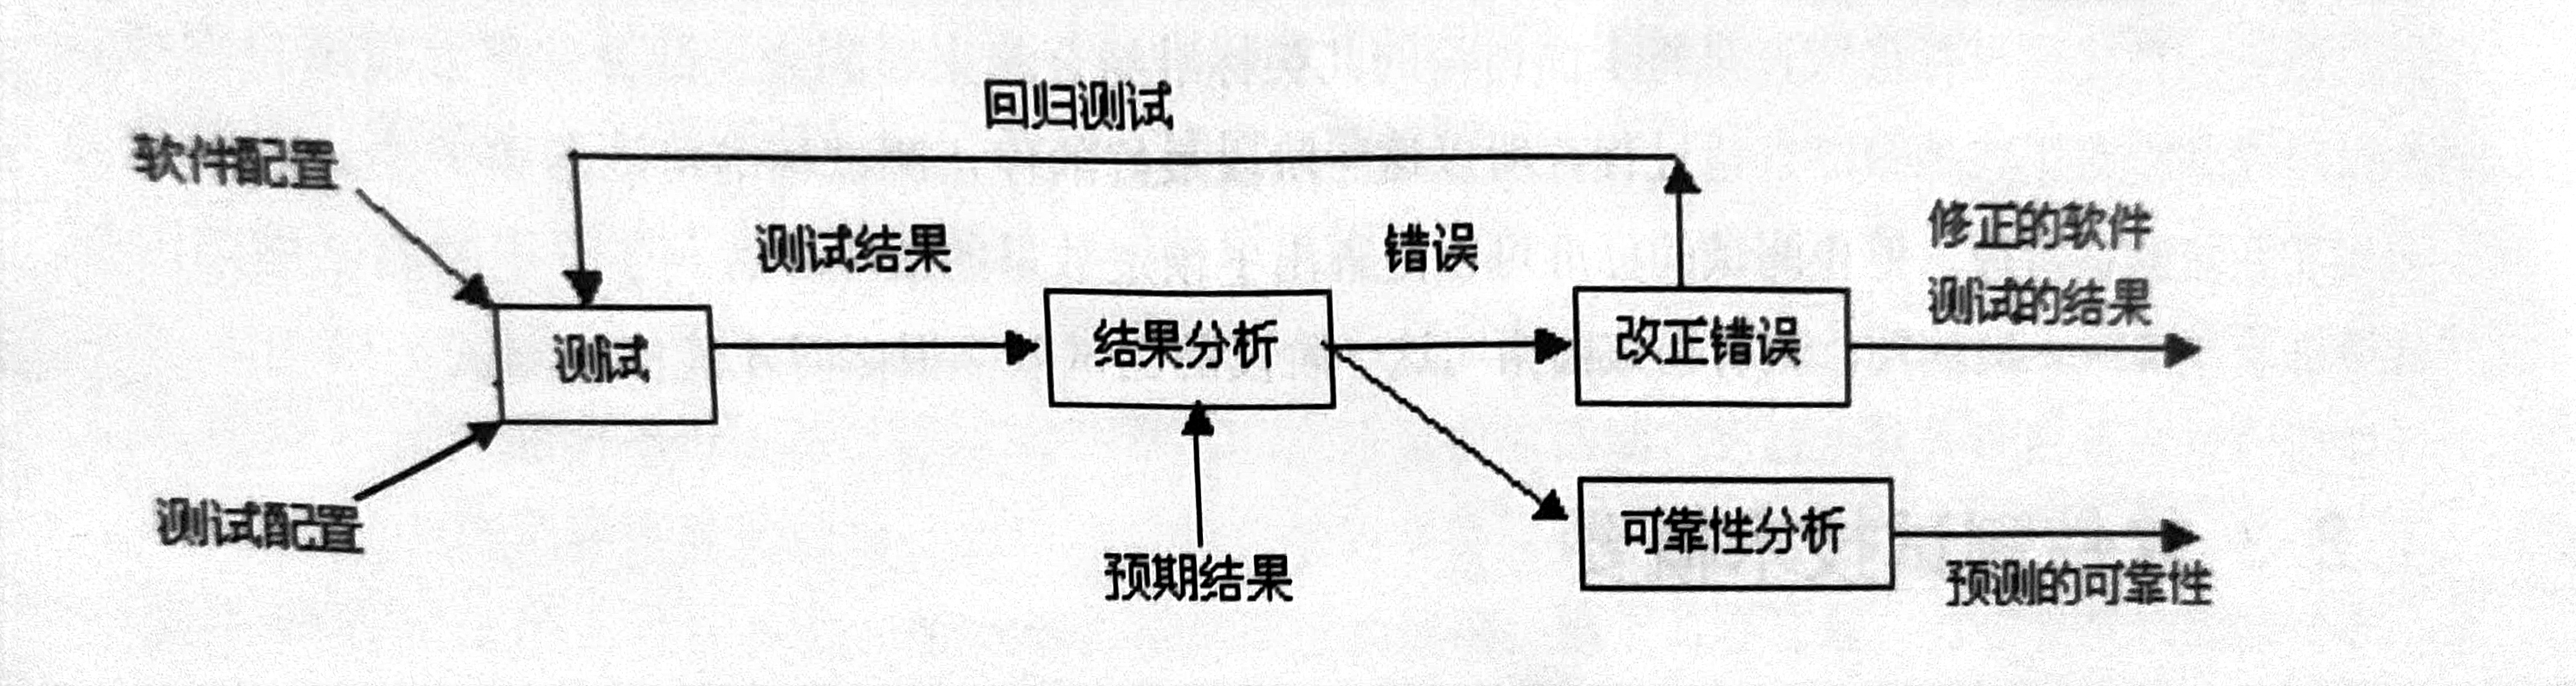 回归测试
软件配置
测试结果
错误
修正的软件
测试的结果
测试
结果分析
改正错误
测试配置
预期结果
可靠性分析
预测的可靠性